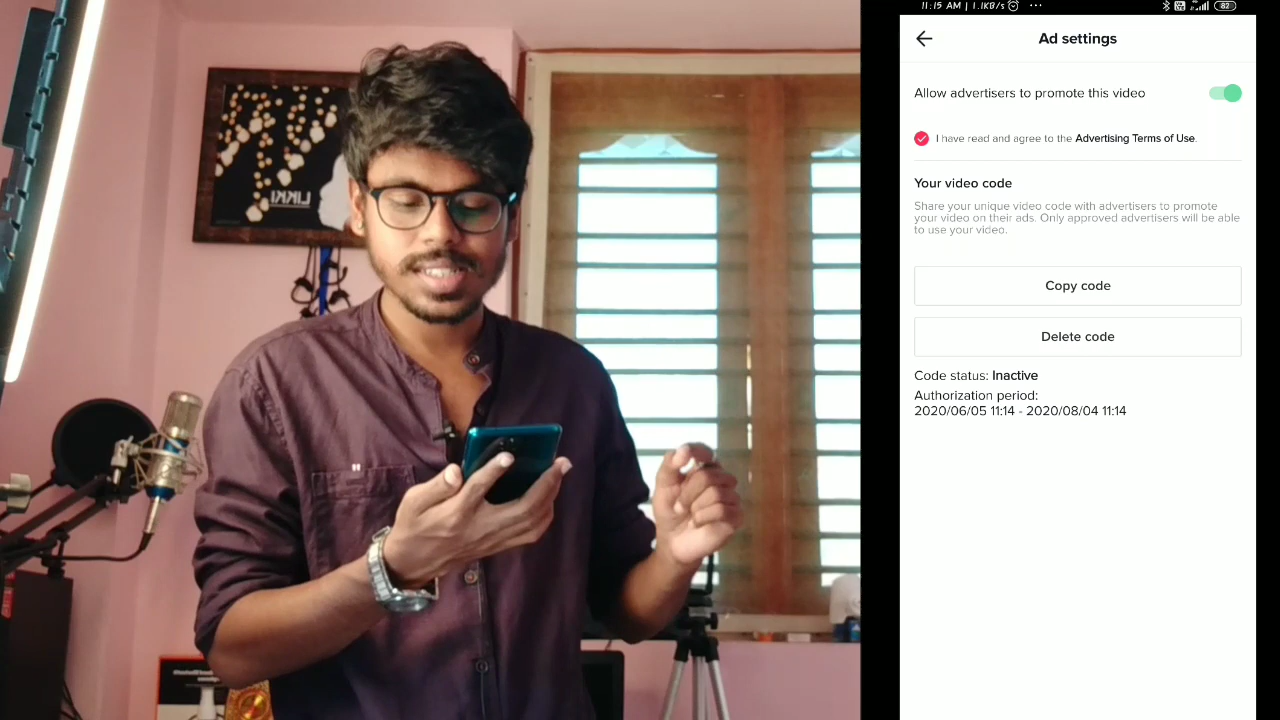 11:15 AM | 1.1KB/s ...
82
Ad settings
Allow advertisers to promote this video
I have read and agree to the Advertising Terms of Use.
Your video code
Share your unique video code with advertisers to promote
your video on their ads. Only approved advertisers will be able
to use your video.
Copy code
Delete code
Code status: Inactive
Authorization period:
2020/06/05 11:14 - 2020/08/04 11:14
LIKKI